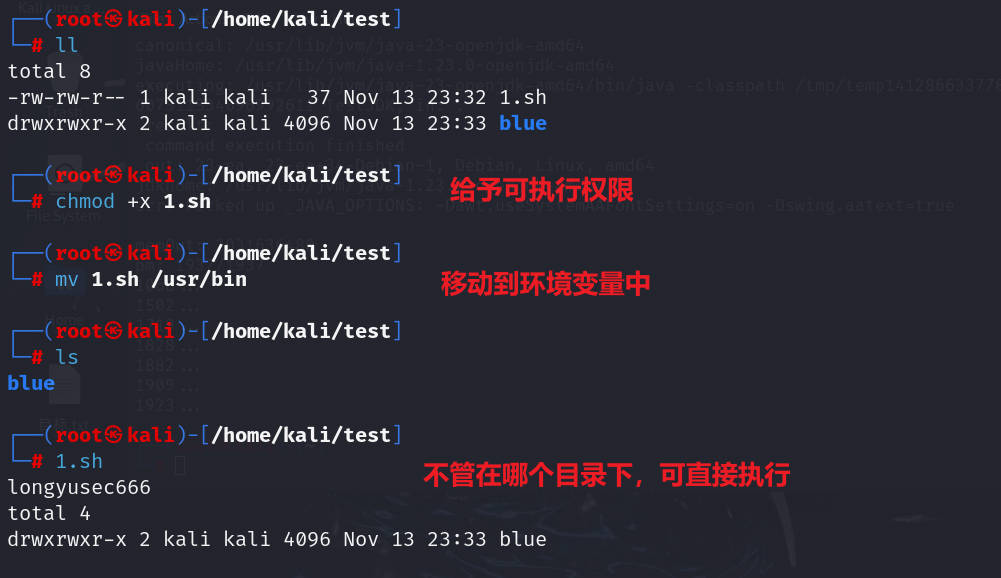 ┌──(root㉿kali)-[/home/kali/test]
└─# ll
total 8
-rw-rw-r-- 1 kali kali   37 Nov 13 23:32 1.sh
drwxrwxr-x 2 kali kali 4096 Nov 13 23:33 blue
┌──(root㉿kali)-[/home/kali/test]
└─# chmod +x 1.sh
给予可执行权限
┌──(root㉿kali)-[/home/kali/test]
└─# mv 1.sh /usr/bin
移动到环境变量中
┌──(root㉿kali)-[/home/kali/test]
└─# ls
blue
┌──(root㉿kali)-[/home/kali/test]
└─# 1.sh
不管在哪个目录下，可直接执行
longyusec666
total 4
drwxrwxr-x 2 kali kali 4096 Nov 13 23:33 blue